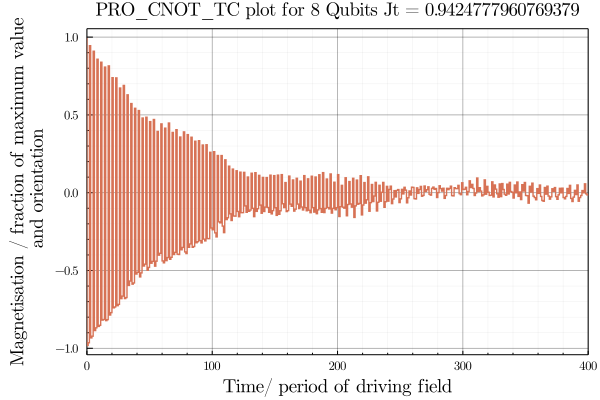 PRO_CNOT_TC plot for 8 Qubits Jt = 0.9424777960769379
Magnetisation / fraction of maximum value
and orientation
1.0
0.5
0.0
−0.5
−1.0
0 100 200 300 400
Time/ period of driving field